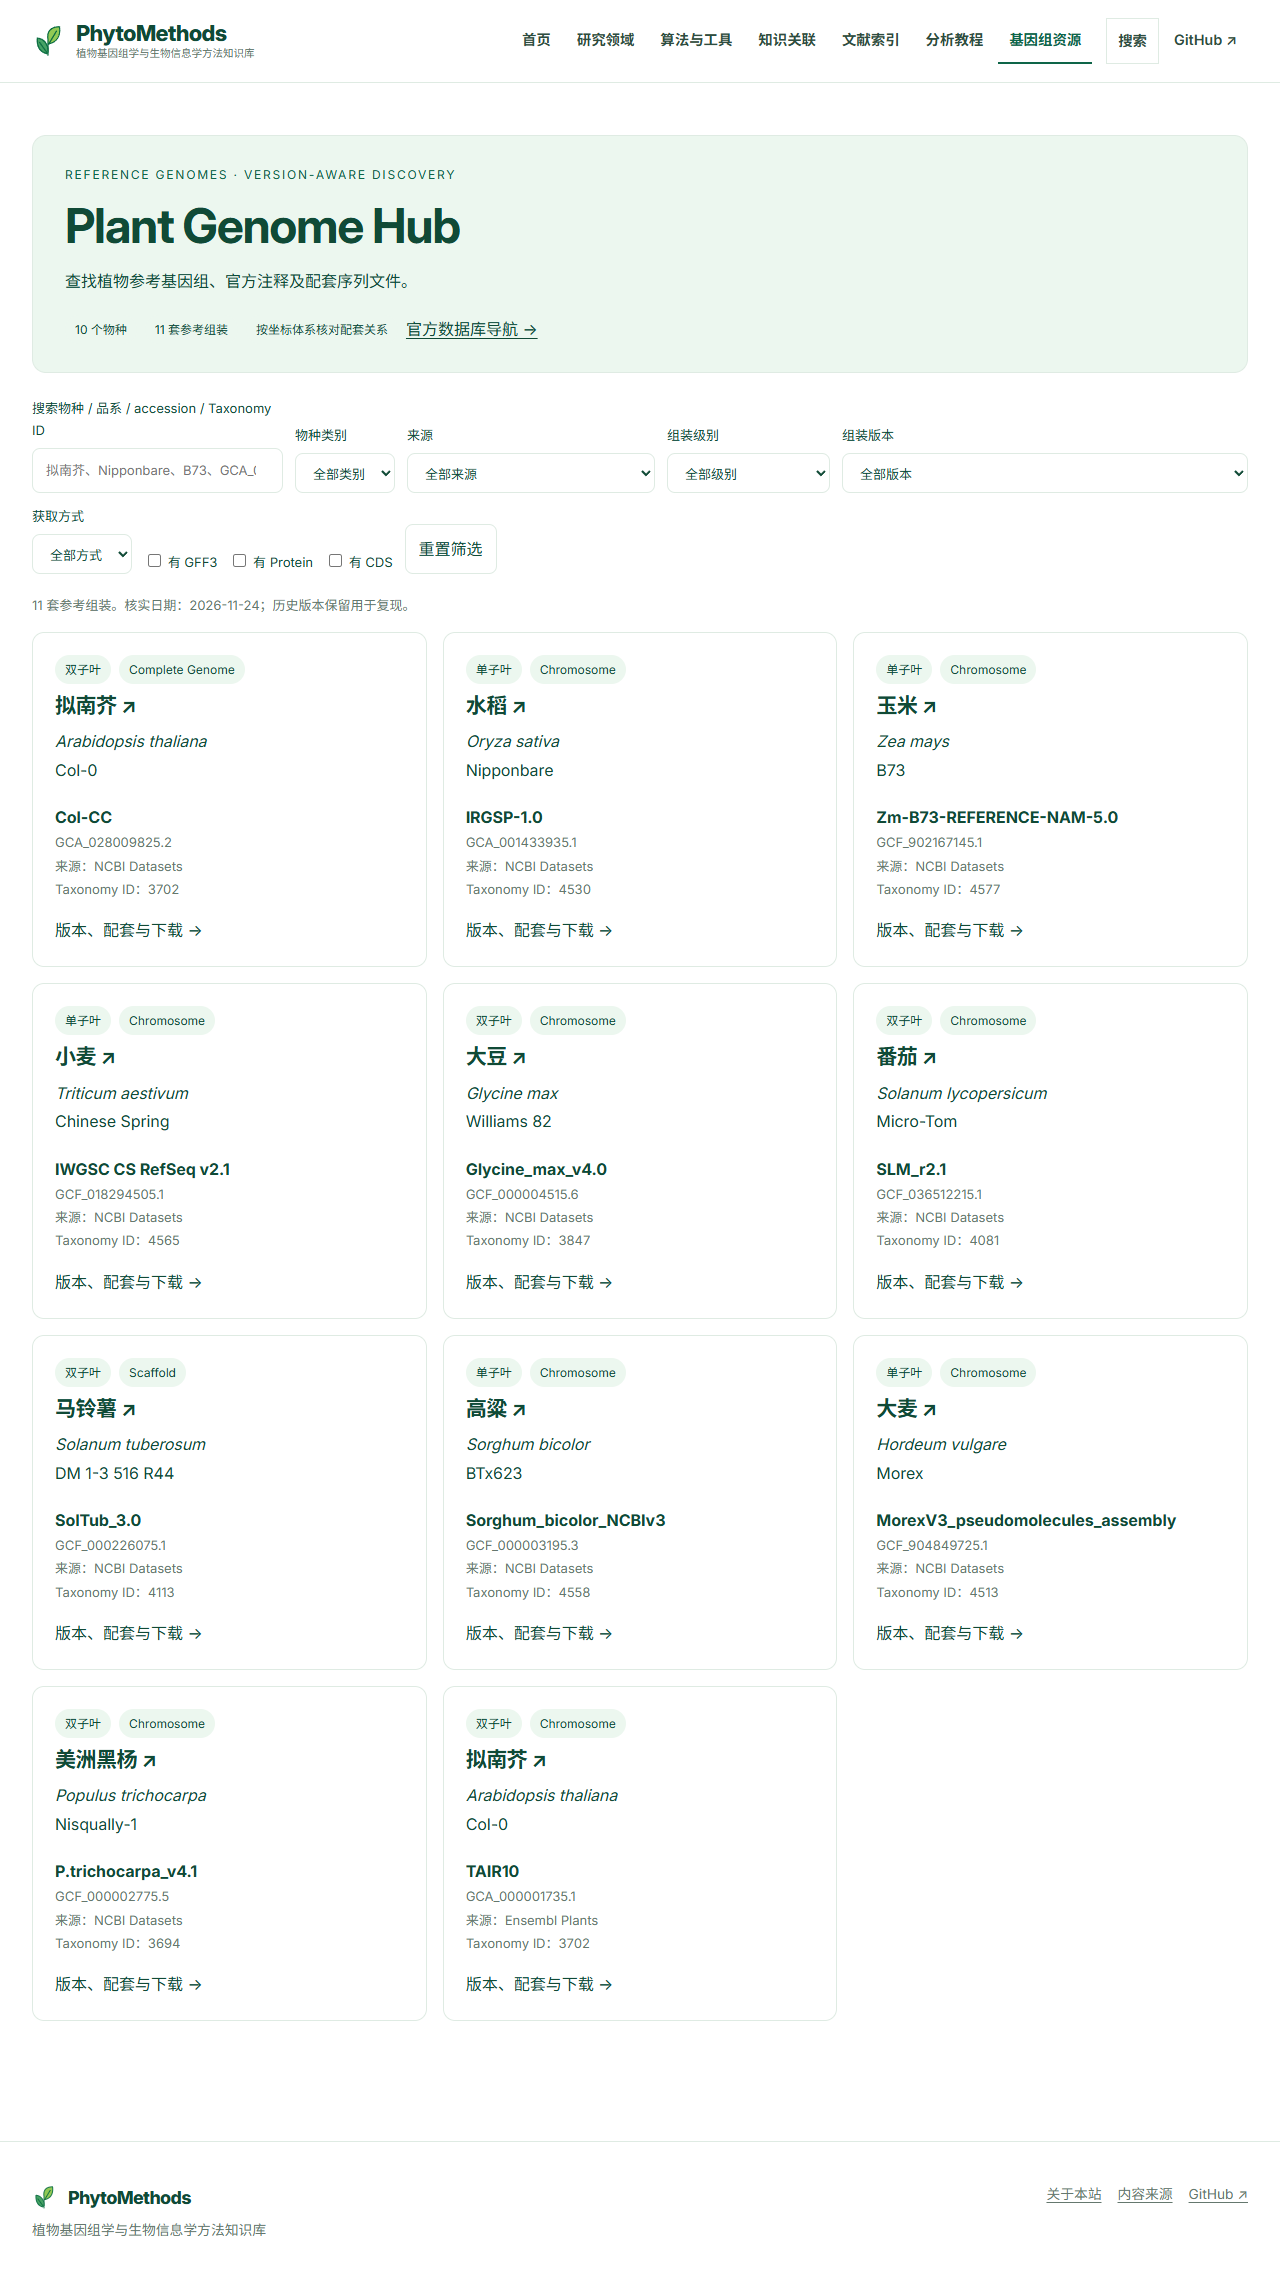 PhytoMethods
植物基因组学与生物信息学方法知识库
首页 研究领域 算法与工具 知识关联 文献索引 分析教程 基因组资源 搜索 GitHub ↗
REFERENCE GENOMES · VERSION-AWARE DISCOVERY
Plant Genome Hub
查找植物参考基因组、官方注释及配套序列文件。
10 个物种 11 套参考组装 按坐标体系核对配套关系 官方数据库导航 →
搜索物种 / 品系 / accession / Taxonomy
ID
物种类别 来源 组装级别 组装版本
拟南芥、Nipponbare、B73、GCA_0 全部类别 全部来源 全部级别 全部版本
获取方式
全部方式 有 GFF3 有 Protein 有 CDS 重置筛选
11 套参考组装。核实日期：2026-11-24；历史版本保留用于复现。
双子叶 Complete Genome
拟南芥 ↗
Arabidopsis thaliana
Col-0
Col-CC
GCA_028009825.2
来源：NCBI Datasets
Taxonomy ID：3702
版本、配套与下载 →
单子叶 Chromosome
水稻 ↗
Oryza sativa
Nipponbare
IRGSP-1.0
GCA_001433935.1
来源：NCBI Datasets
Taxonomy ID：4530
版本、配套与下载 →
单子叶 Chromosome
玉米 ↗
Zea mays
B73
Zm-B73-REFERENCE-NAM-5.0
GCF_902167145.1
来源：NCBI Datasets
Taxonomy ID：4577
版本、配套与下载 →
单子叶 Chromosome
小麦 ↗
Triticum aestivum
Chinese Spring
IWGSC CS RefSeq v2.1
GCF_018294505.1
来源：NCBI Datasets
Taxonomy ID：4565
版本、配套与下载 →
双子叶 Chromosome
大豆 ↗
Glycine max
Williams 82
Glycine_max_v4.0
GCF_000004515.6
来源：NCBI Datasets
Taxonomy ID：3847
版本、配套与下载 →
双子叶 Chromosome
番茄 ↗
Solanum lycopersicum
Micro-Tom
SLM_r2.1
GCF_036512215.1
来源：NCBI Datasets
Taxonomy ID：4081
版本、配套与下载 →
双子叶 Scaffold
马铃薯 ↗
Solanum tuberosum
DM 1-3 516 R44
SolTub_3.0
GCF_000226075.1
来源：NCBI Datasets
Taxonomy ID：4113
版本、配套与下载 →
单子叶 Chromosome
高粱 ↗
Sorghum bicolor
BTx623
Sorghum_bicolor_NCBIv3
GCF_000003195.3
来源：NCBI Datasets
Taxonomy ID：4558
版本、配套与下载 →
单子叶 Chromosome
大麦 ↗
Hordeum vulgare
Morex
MorexV3_pseudomolecules_assembly
GCF_904849725.1
来源：NCBI Datasets
Taxonomy ID：4513
版本、配套与下载 →
双子叶 Chromosome
美洲黑杨 ↗
Populus trichocarpa
Nisqually-1
P.trichocarpa_v4.1
GCF_000002775.5
来源：NCBI Datasets
Taxonomy ID：3694
版本、配套与下载 →
双子叶 Chromosome
拟南芥 ↗
Arabidopsis thaliana
Col-0
TAIR10
GCA_000001735.1
来源：Ensembl Plants
Taxonomy ID：3702
版本、配套与下载 →
PhytoMethods
植物基因组学与生物信息学方法知识库
关于本站 内容来源 GitHub ↗